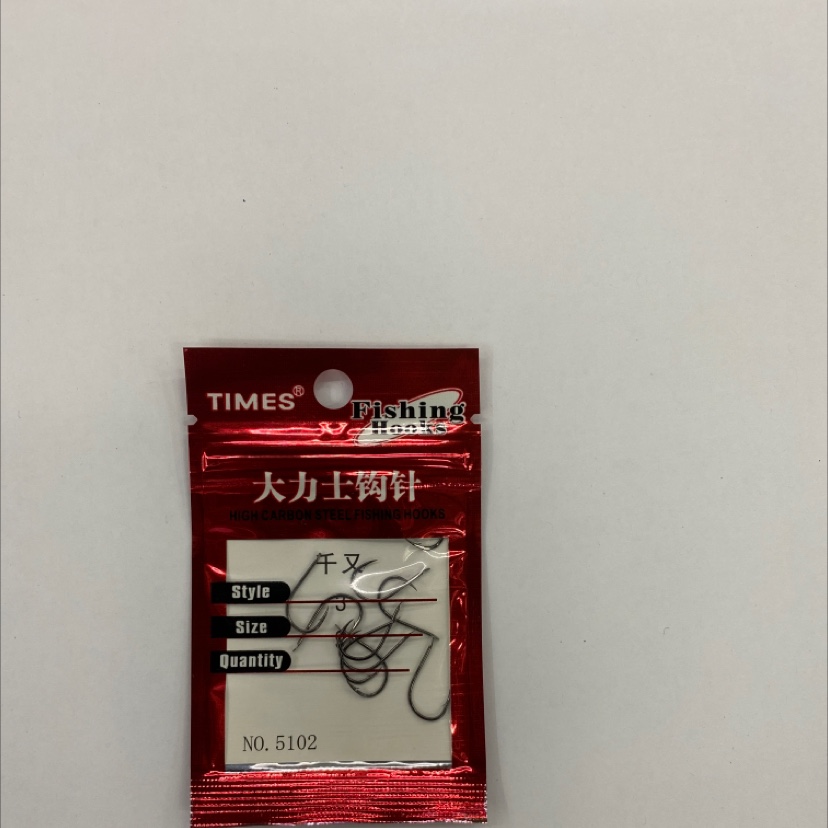 TIMES®
Fishing
Hooks
大力士钩针
HIGH CARBON STEEL FISHING HOOKS
千又
Style
3
Size
Quantity
NO. 5102